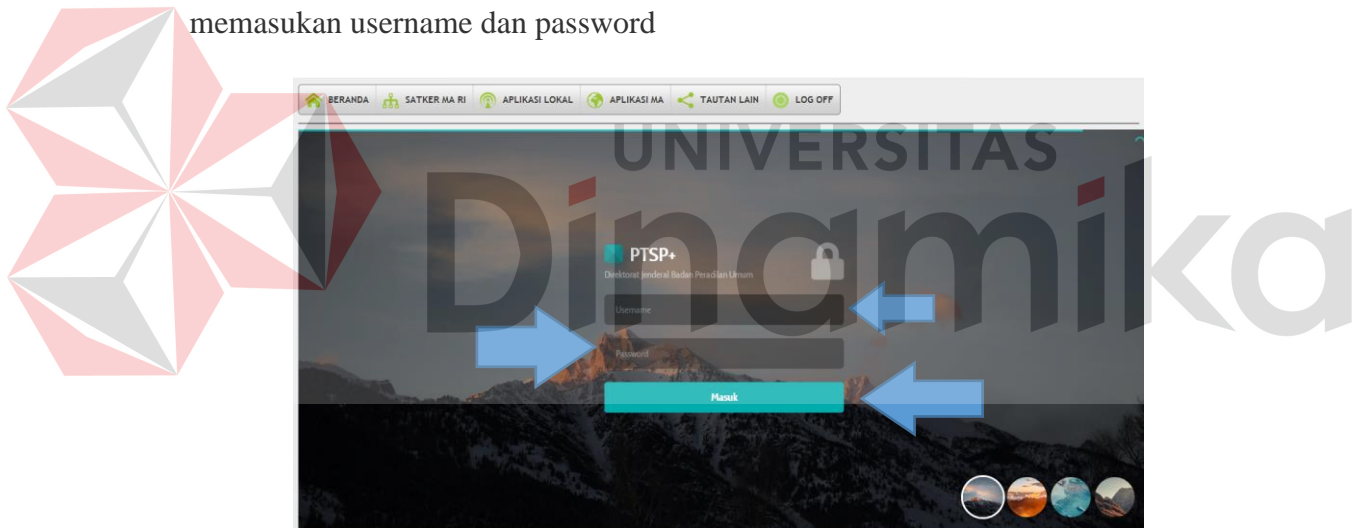 memasukan username dan password
BERANDA SATKER MA RI APLIKASI LOKAL APLIKASI MA TAUTAN LAIN LOG OFF
UNIVERSITAS
Dinamika
PTSP+
Direktorat Jenderal Badan Peradilan Umum
Username
Password
Masuk